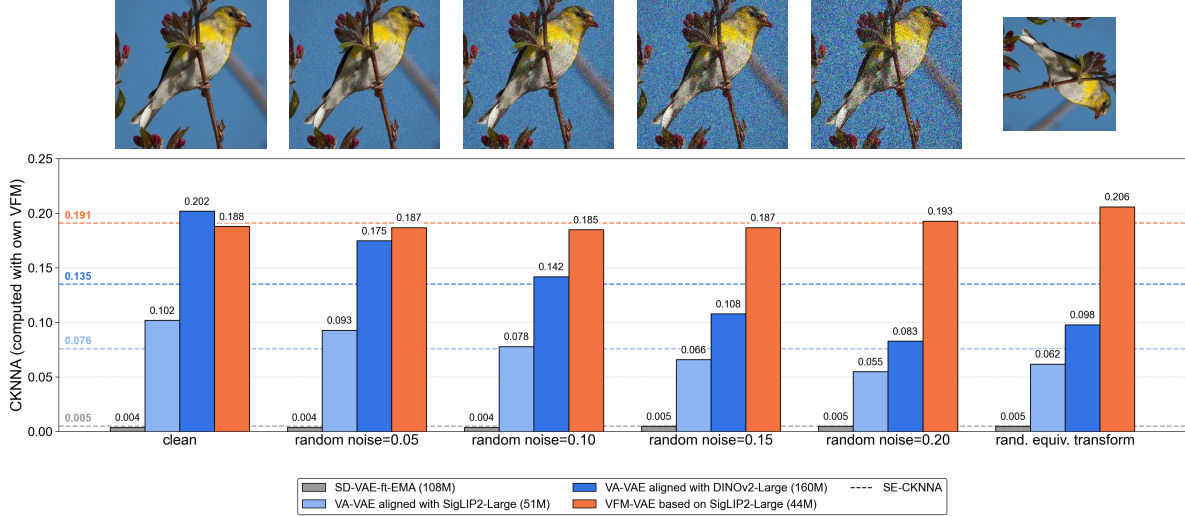 CKNNA (computed with own VFM)
0.25
0.20
0.15
0.10
0.05
0.00
0.191
0.135
0.076
0.005
0.004
0.102
0.202
0.188
0.004
0.093
0.175
0.187
0.004
0.078
0.142
0.185
0.005
0.066
0.108
0.187
0.005
0.055
0.083
0.193
0.005
0.062
0.098
0.206
clean
random noise=0.05
random noise=0.10
random noise=0.15
random noise=0.20
rand. equiv. transform
SD-VAE-ft-EMA (108M)
VA-VAE aligned with SigLIP2-Large (51M)
VA-VAE aligned with DINOv2-Large (160M)
VFM-VAE based on SigLIP2-Large (44M)
SE-CKNNA